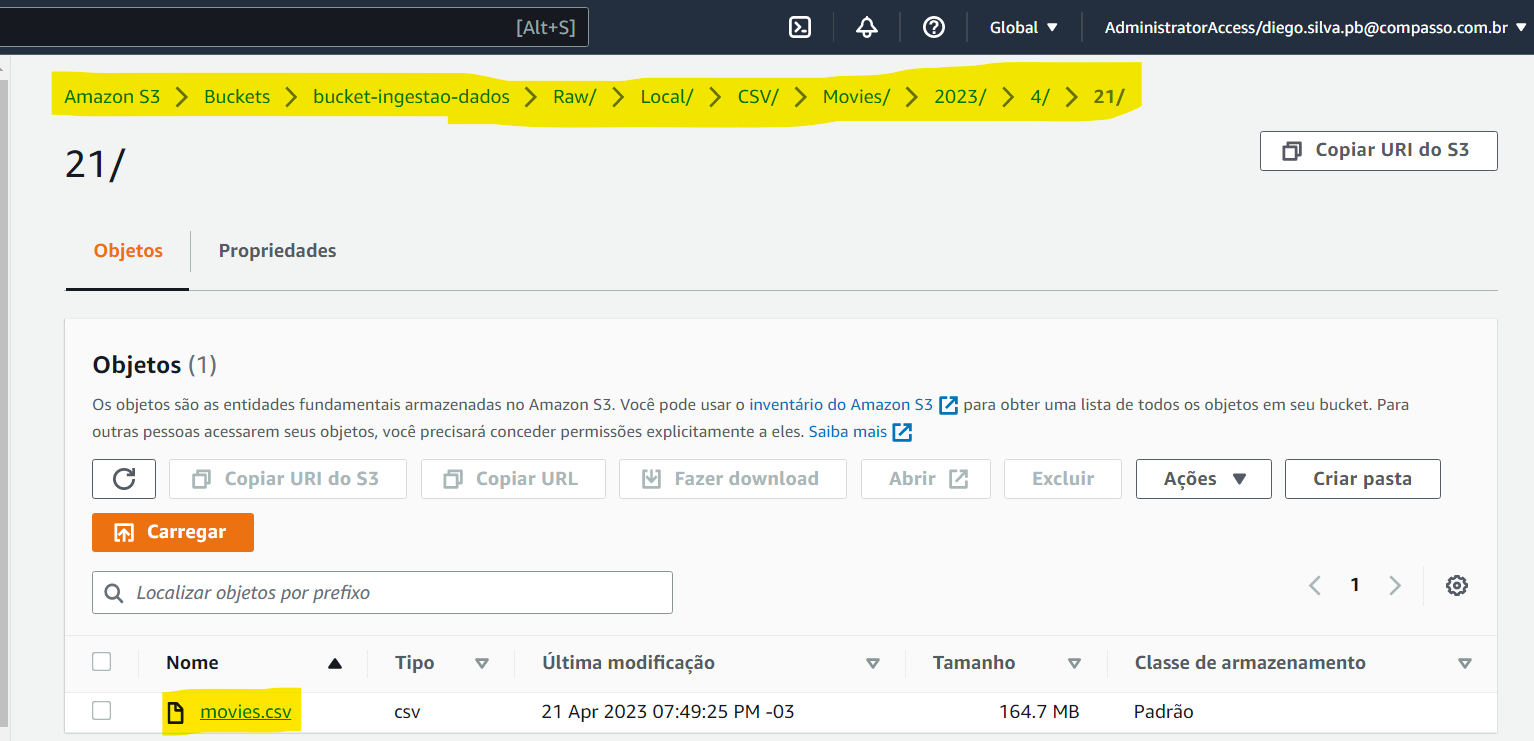 [Alt+S] Global AdministratorAccess/diego.silva.pb@compasso.com.br
Amazon S3 Buckets bucket-ingestao-dados Raw/ Local/ CSV/ Movies/ 2023/ 4/ 21/
21/
Copiar URI do S3
Objetos Propriedades
Objetos (1)
Os objetos são as entidades fundamentais armazenadas no Amazon S3. Você pode usar o inventário do Amazon S3 para obter uma lista de todos os objetos em seu bucket. Para
outras pessoas acessarem seus objetos, você precisará conceder permissões explicitamente a eles. Saiba mais
Copiar URI do S3 Copiar URL Fazer download Abrir Excluir Ações Criar pasta
Carregar
Localizar objetos por prefixo
1
Nome Tipo Última modificação Tamanho Classe de armazenamento
movies.csv csv 21 Apr 2023 07:49:25 PM -03 164.7 MB Padrão